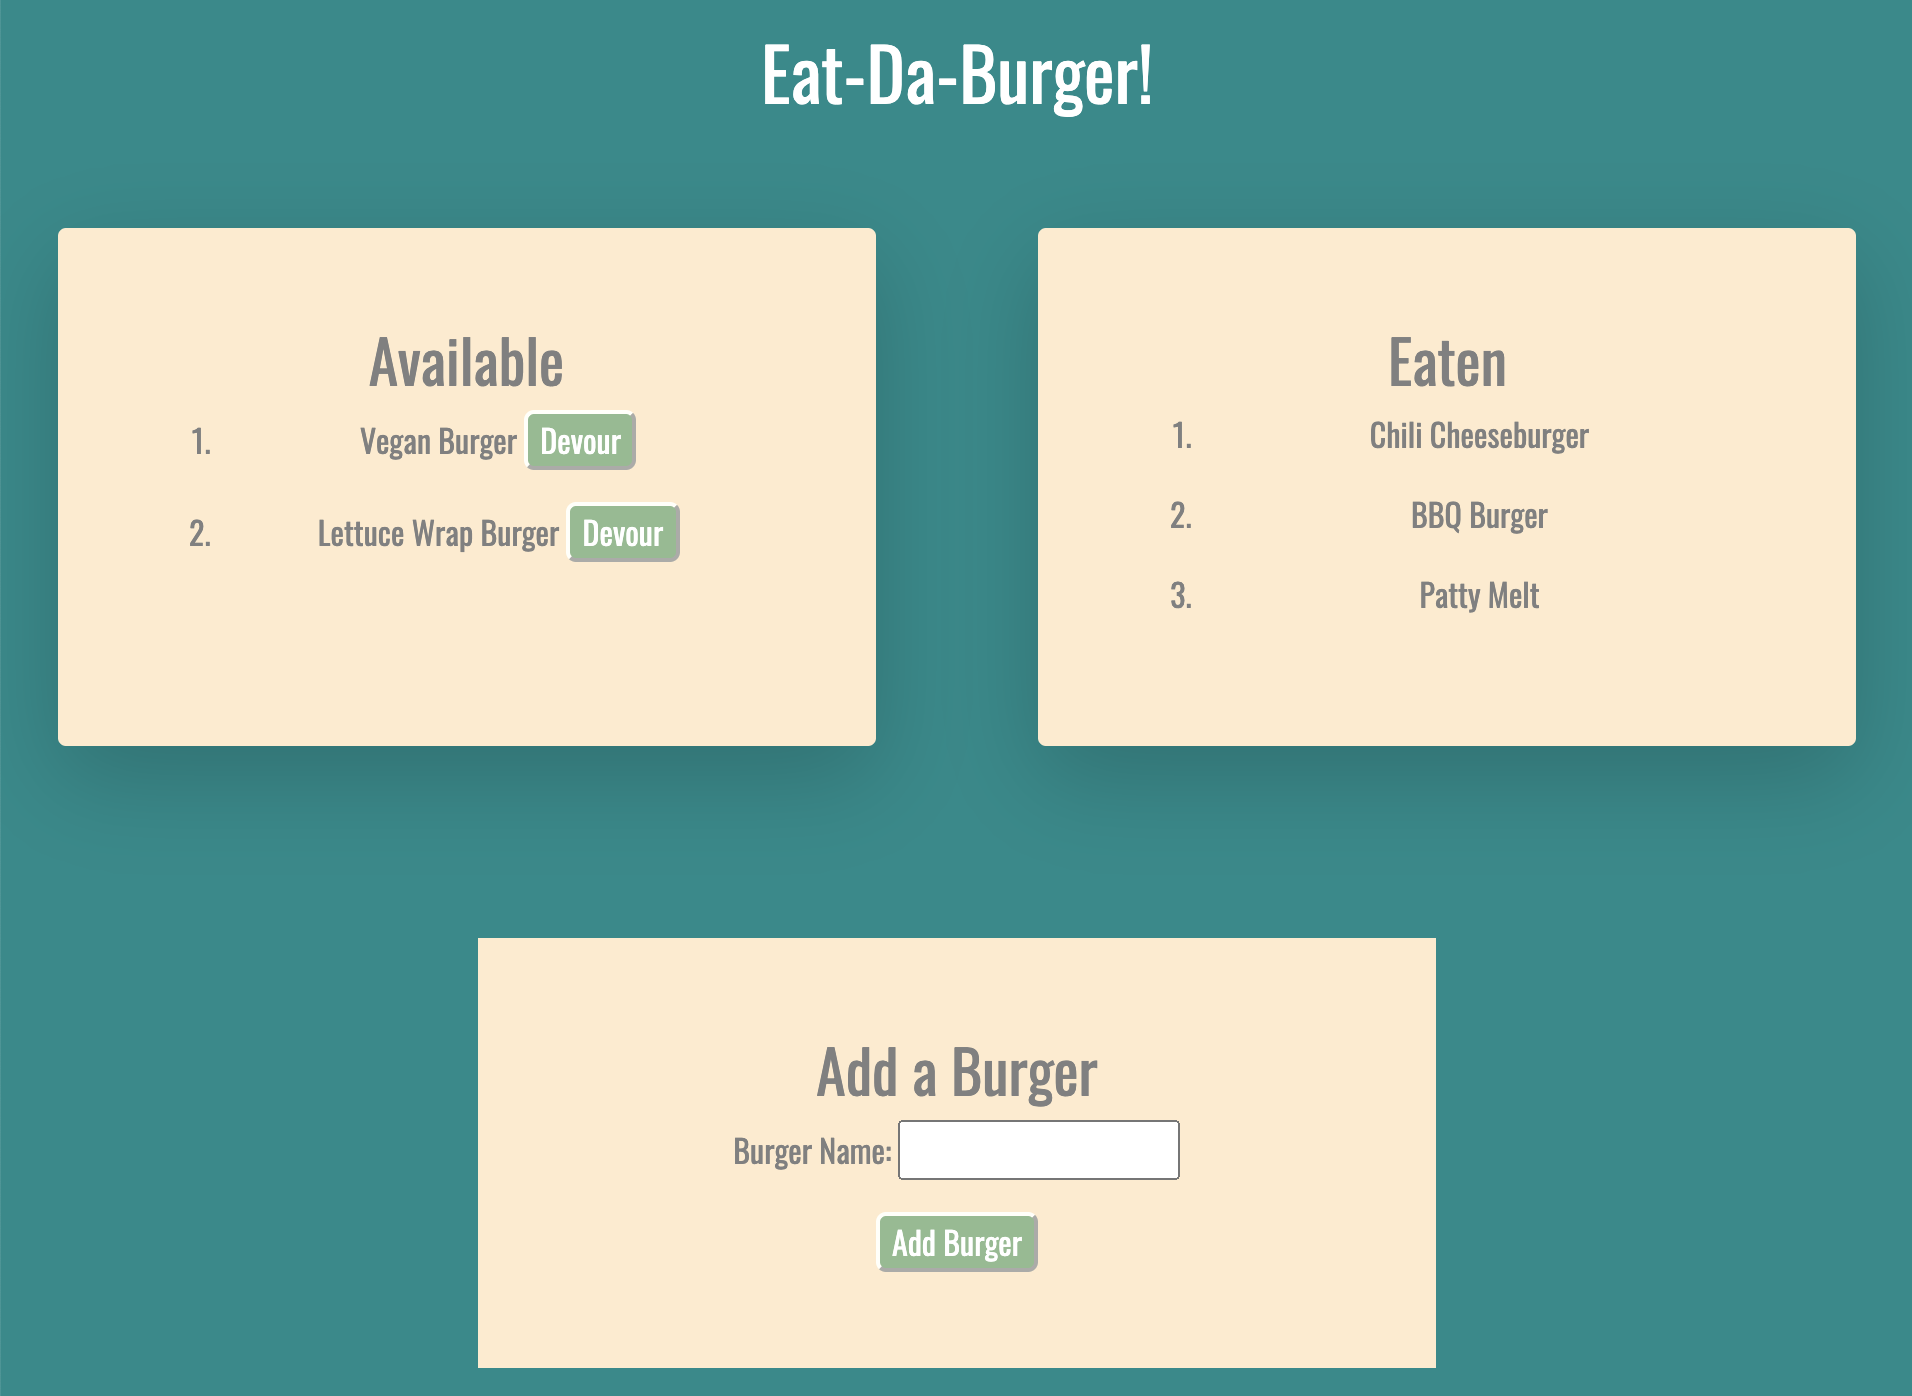 Eat-Da-Burger!
Available
1. Vegan Burger Devour
2. Lettuce Wrap Burger Devour
Eaten
1. Chili Cheeseburger
2. BBQ Burger
3. Patty Melt
Add a Burger
Burger Name:
Add Burger